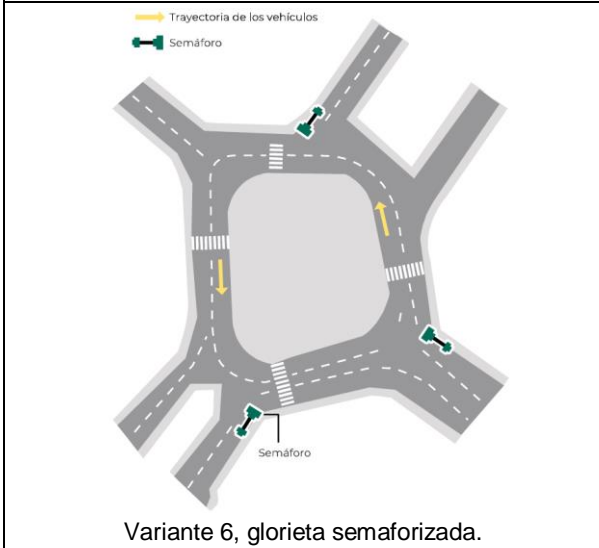 Trayectoria de los vehículos
Semáforo
Semáforo
Variante 6, glorieta semaforizada.